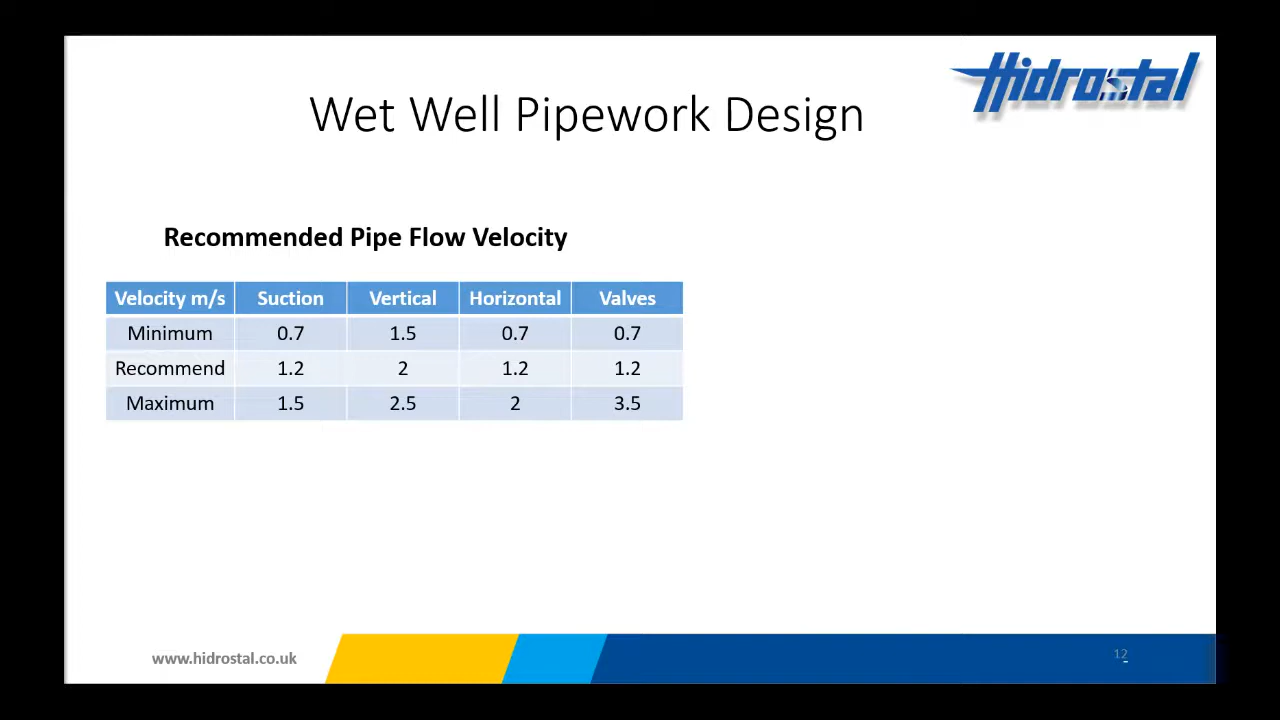 Hidrostal
Wet Well Pipework Design
Recommended Pipe Flow Velocity
Velocity m/s Suction Vertical Horizontal Valves
Minimum 0.7 1.5 0.7 0.7
Recommend 1.2 2 1.2 1.2
Maximum 1.5 2.5 2 3.5
www.hidrostal.co.uk
12